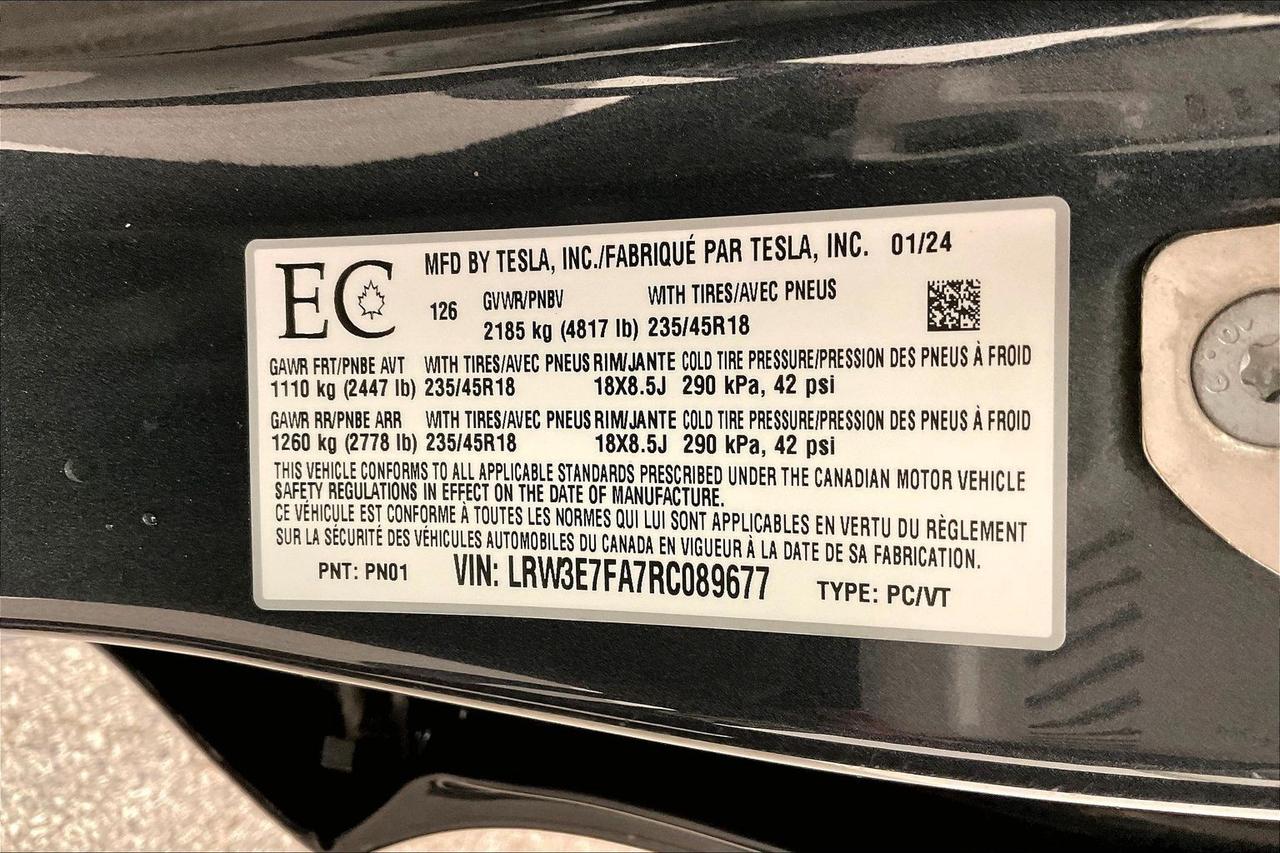 EC
MFD BY TESLA, INC./FABRIQUÉ PAR TESLA, INC. 01/24
126 GVWR/PNBV WITH TIRES/AVEC PNEUS
2185 kg (4817 lb) 235/45R18
GAWR FRT/PNBE AVT WITH TIRES/AVEC PNEUS RIM/JANTE COLD TIRE PRESSURE/PRESSION DES PNEUS À FROID
1110 kg (2447 lb) 235/45R18 18X8.5J 290 kPa, 42 psi
GAWR RR/PNBE ARR WITH TIRES/AVEC PNEUS RIM/JANTE COLD TIRE PRESSURE/PRESSION DES PNEUS À FROID
1260 kg (2778 lb) 235/45R18 18X8.5J 290 kPa, 42 psi
THIS VEHICLE CONFORMS TO ALL APPLICABLE STANDARDS PRESCRIBED UNDER THE CANADIAN MOTOR VEHICLE
SAFETY REGULATIONS IN EFFECT ON THE DATE OF MANUFACTURE.
CE VÉHICULE EST CONFORME À TOUTES LES NORMES QUI LUI SONT APPLICABLES EN VERTU DU RÈGLEMENT
SUR LA SÉCURITÉ DES VÉHICULES AUTOMOBILES DU CANADA EN VIGUEUR À LA DATE DE SA FABRICATION.
PNT: PN01 VIN: LRW3E7FA7RC089677 TYPE: PC/VT